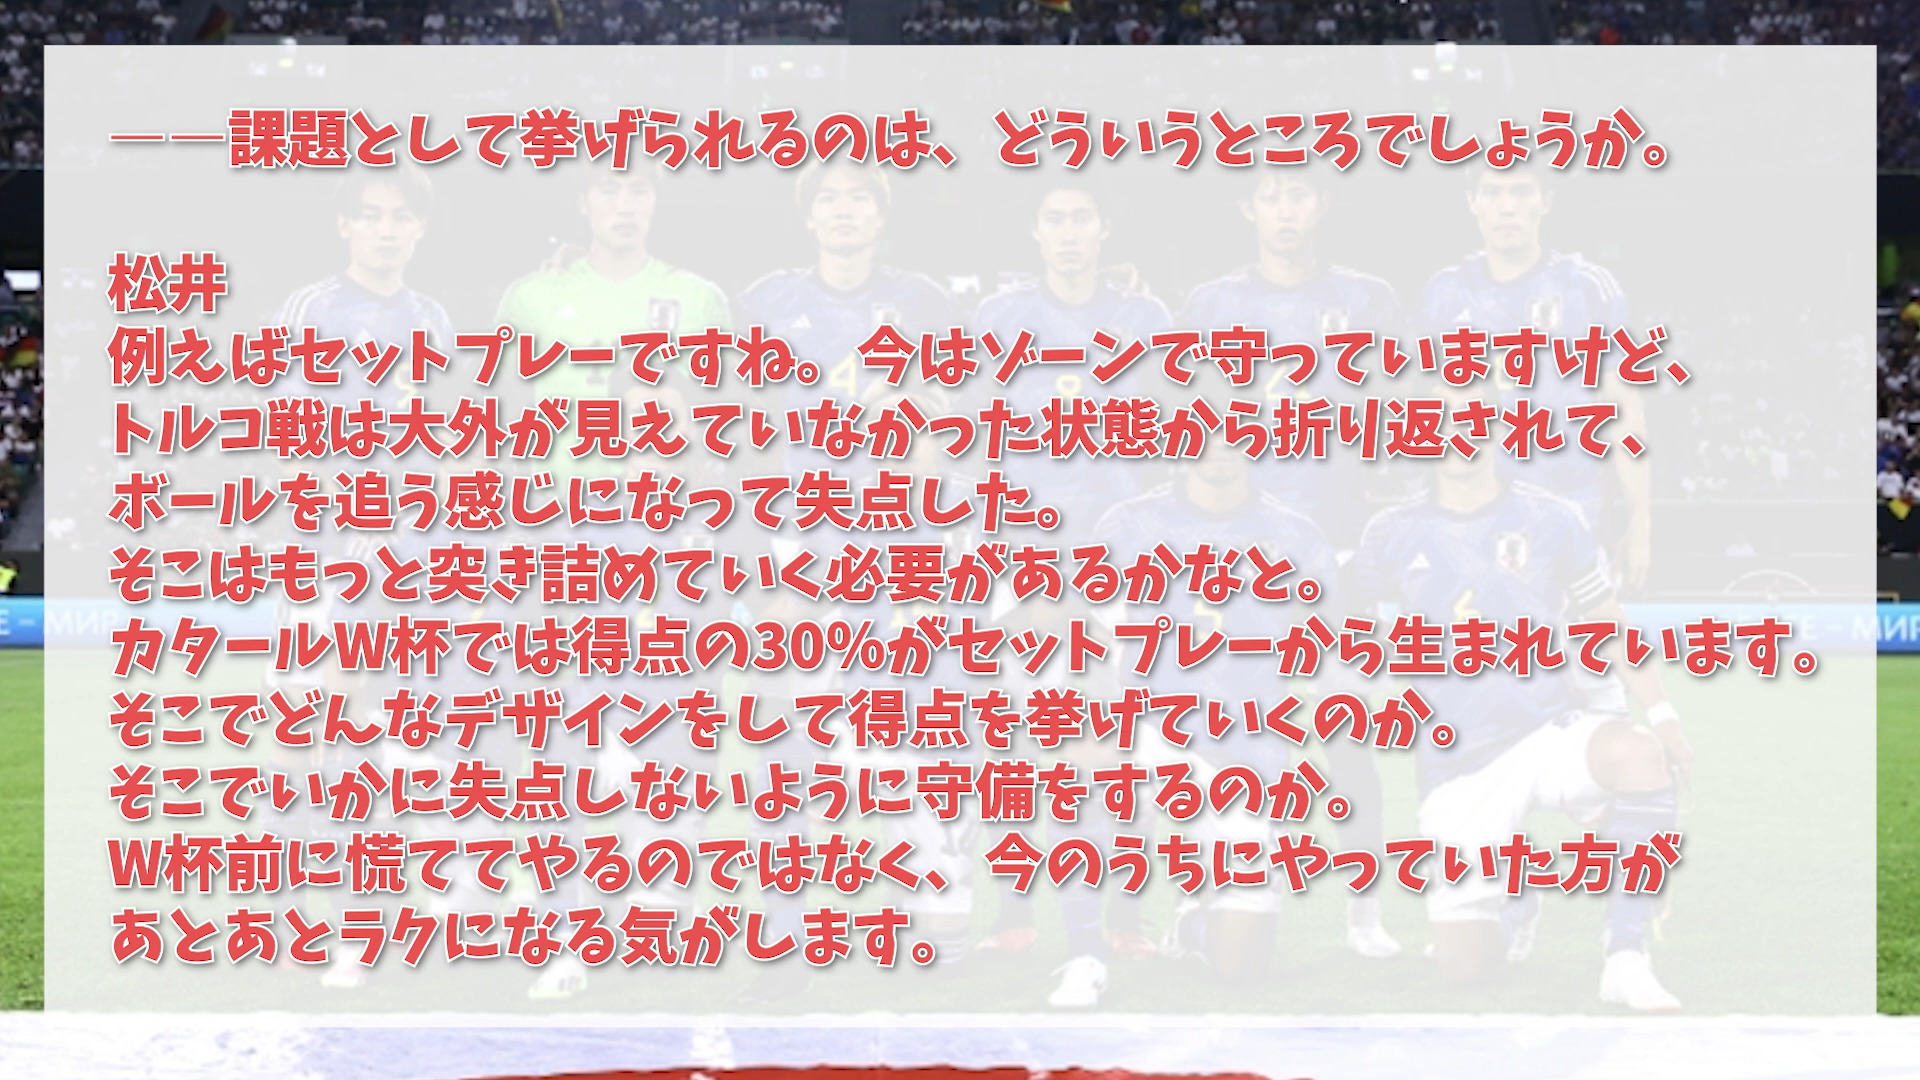 ――課題として挙げられるのは、どういうところでしょうか。
松井
例えばセットプレーですね。今はゾーンで守っていますけど、
トルコ戦は大外が見えていなかった状態から折り返されて、
ボールを追う感じになって失点した。
そこはもっと突き詰めていく必要があるかなと。
カタールW杯では得点の30%がセットプレーから生まれています。
そこでどんなデザインをして得点を挙げていくのか。
そこでいかに失点しないように守備をするのか。
W杯前に慌ててやるのではなく、今のうちにやっていた方が
あとあとラクになる気がします。